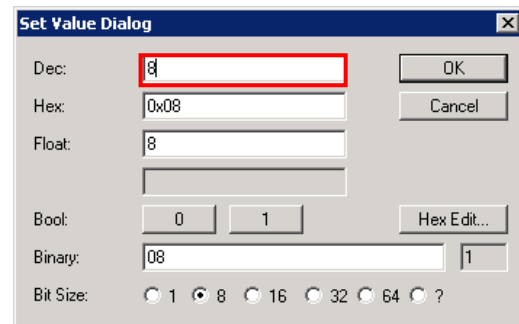 Set Value Dialog
Dec: 8 OK
Hex: 0x08 Cancel
Float: 8
Bool: 0 1 Hex Edit...
Binary: 08 1
Bit Size: 1 8 16 32 64 ?